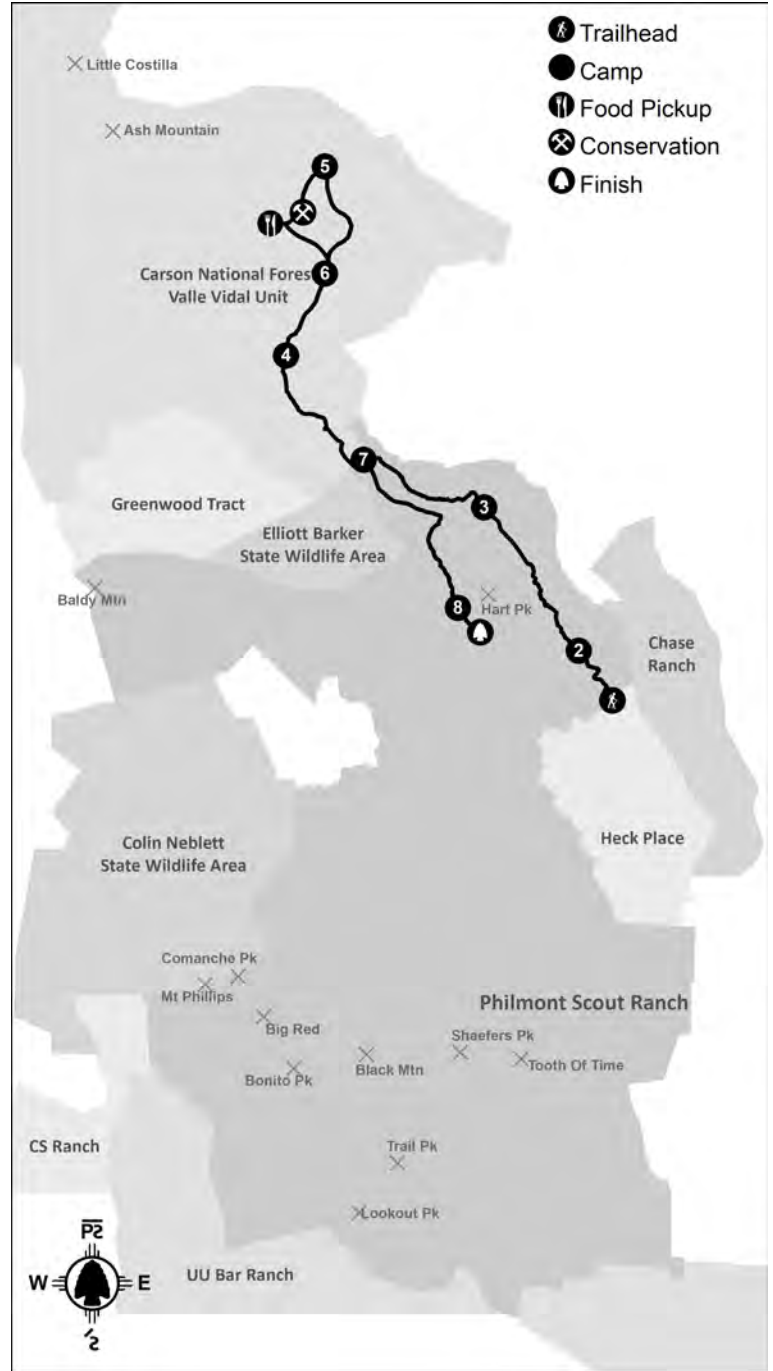 Trailhead
Camp
Food Pickup
Conservation
Finish
Little Costilla
Ash Mountain
5
6
Carson National Fores
Valle Vidal Unit
4
7
Greenwood Tract
3
Elliott Barker
State Wildlife Area
Baldy Mtn
Hart Pk
8
2
Chase
Ranch
Heck Place
Colin Neblett
State Wildlife Area
Comanche Pk
Mt Phillips
Philmont Scout Ranch
Big Red
Sheefers Pk
Black Mtn
Tooth Of Time
Bonito Pk
CS Ranch
Trail Pk
Lookout Pk
UU Bar Ranch
W E